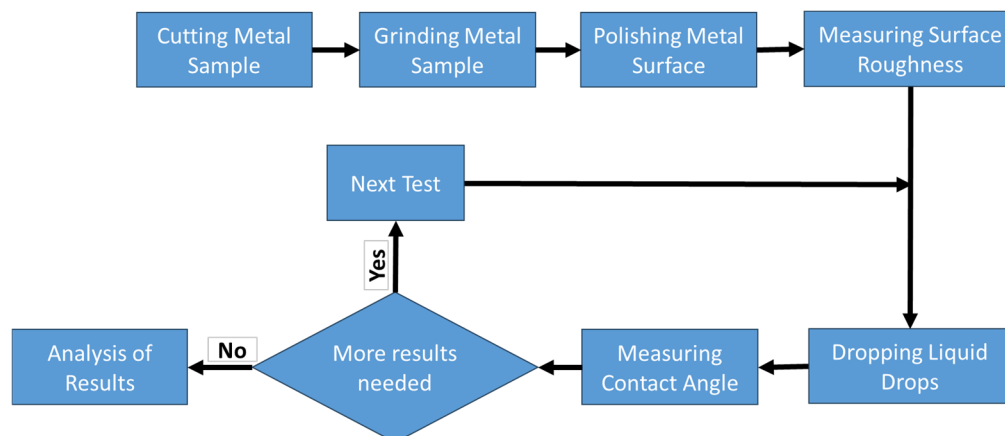 Cutting Metal
Sample
Grinding Metal
Sample
Polishing Metal
Surface
Measuring Surface
Roughness
Next Test
Yes
No
Analysis of
Results
More results
needed
Measuring
Contact Angle
Dropping Liquid
Drops